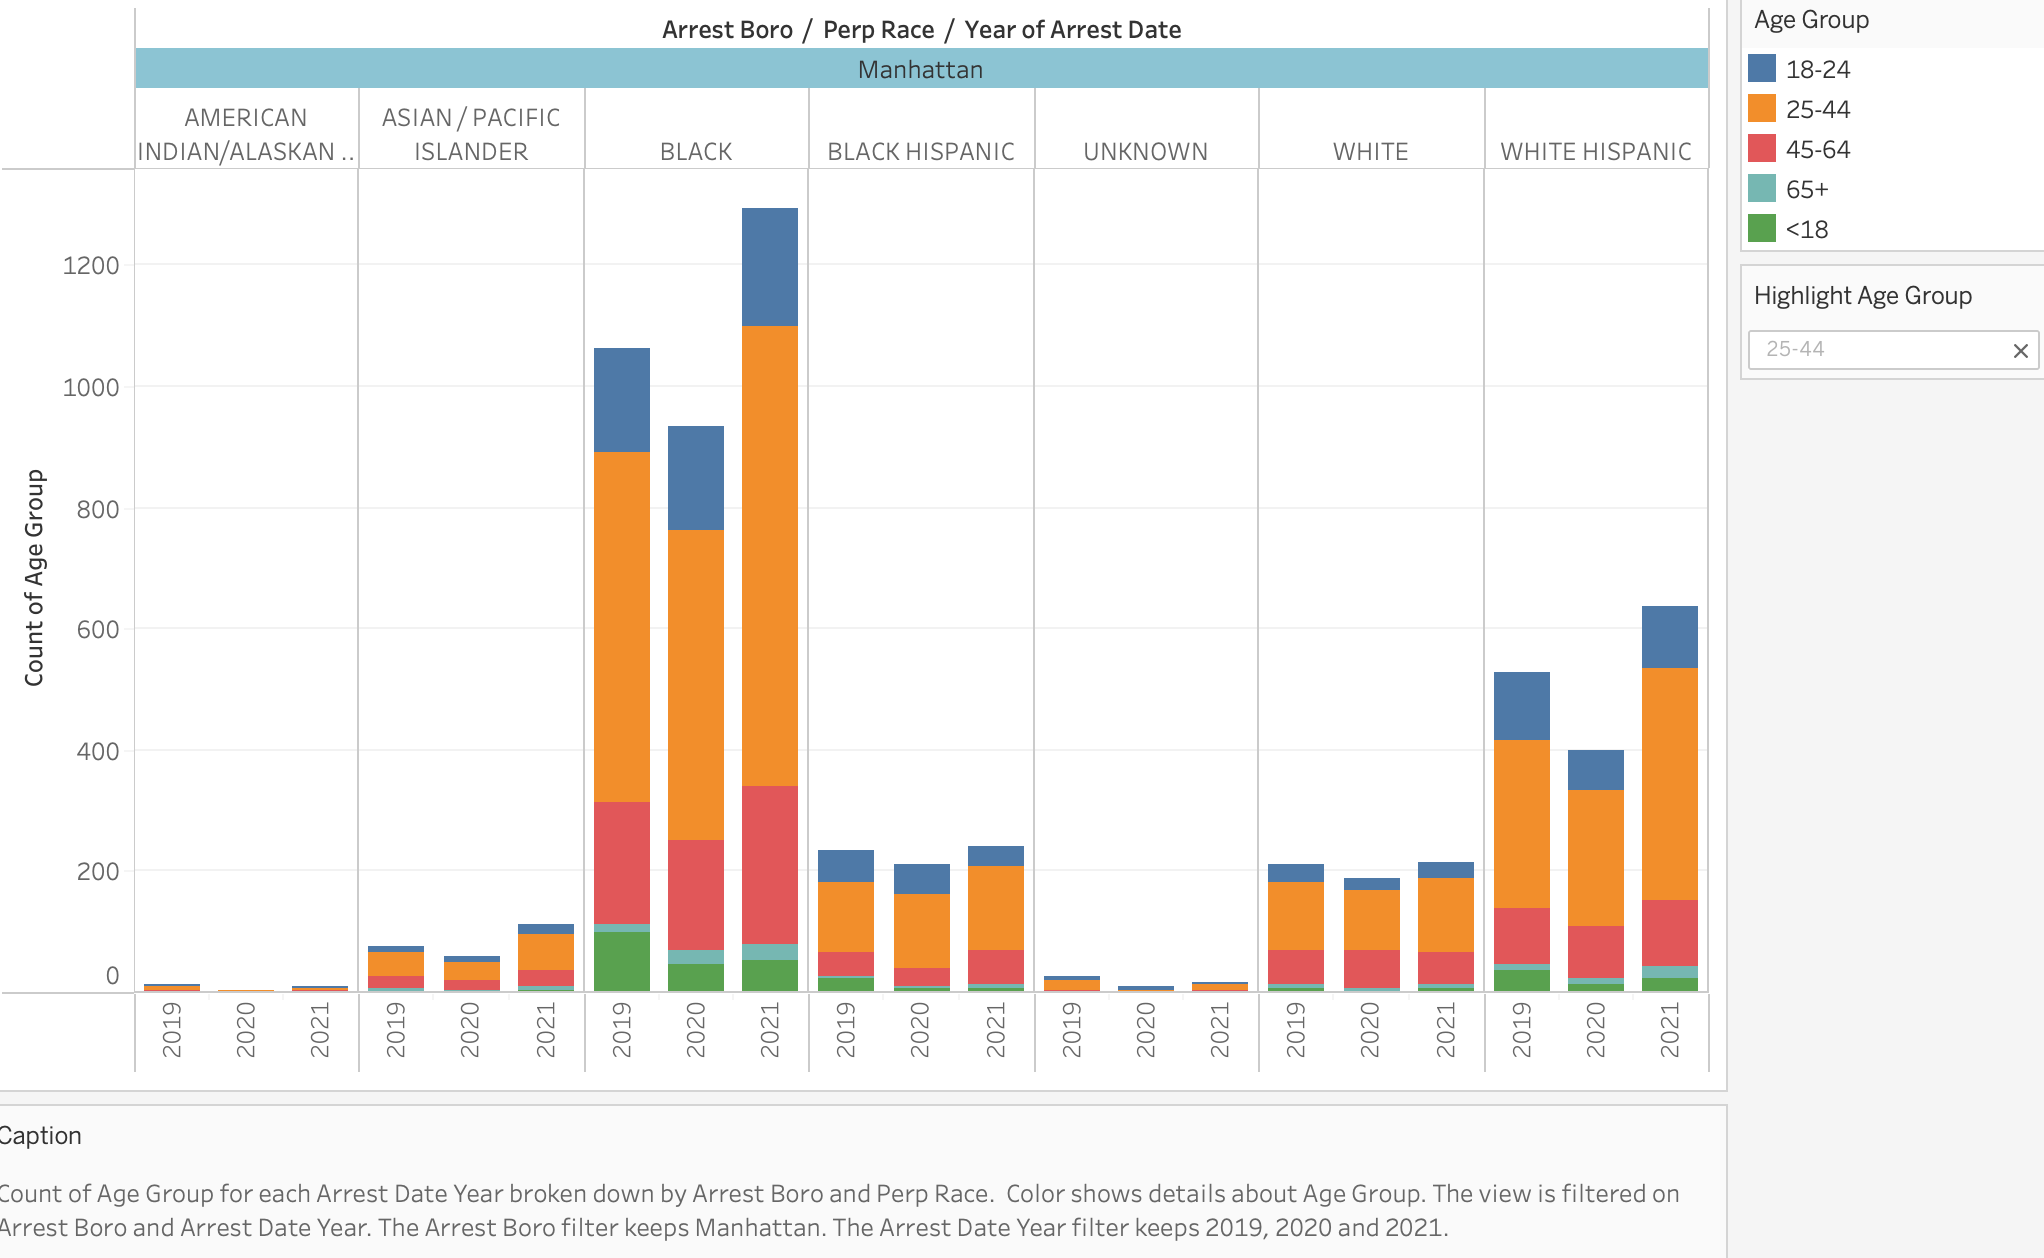 Arrest Boro / Perp Race / Year of Arrest Date
Manhattan
AMERICAN
INDIAN/ALASKAN ..
ASIAN / PACIFIC
ISLANDER
BLACK
BLACK HISPANIC
UNKNOWN
WHITE
WHITE HISPANIC
Count of Age Group
1200
1000
800
600
400
200
0
2019
2020
2021
2019
2020
2021
2019
2020
2021
2019
2020
2021
2019
2020
2021
2019
2020
2021
2019
2020
2021
Age Group
18-24
25-44
45-64
65+
<18
Highlight Age Group
25-44
Caption
Count of Age Group for each Arrest Date Year broken down by Arrest Boro and Perp Race. Color shows details about Age Group. The view is filtered on
Arrest Boro and Arrest Date Year. The Arrest Boro filter keeps Manhattan. The Arrest Date Year filter keeps 2019, 2020 and 2021.